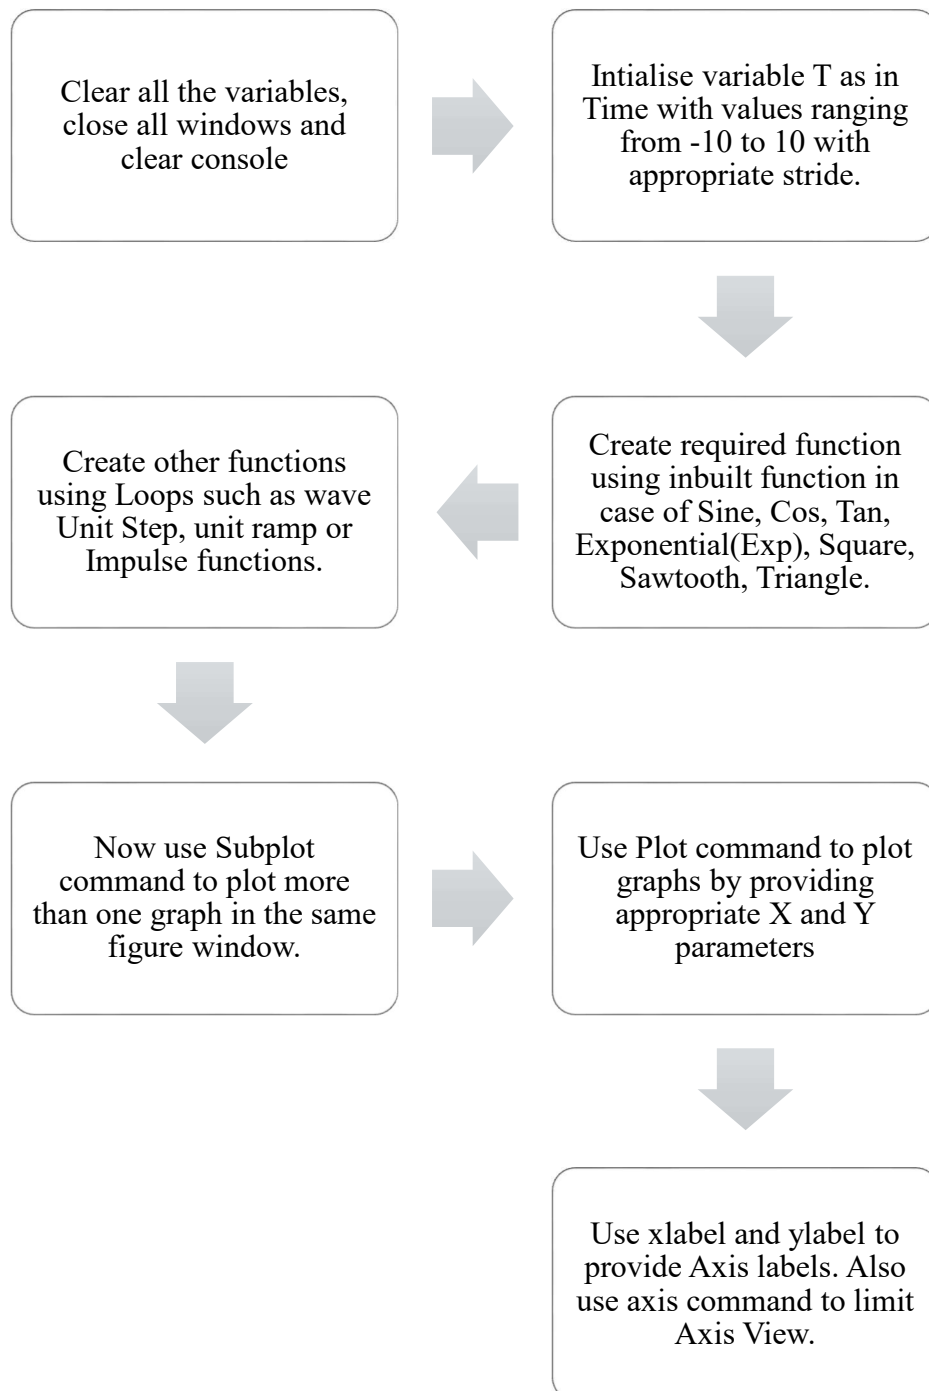 Clear all the variables,
close all windows and
clear console
Intialise variable T as in
Time with values ranging
from -10 to 10 with
appropriate stride.
Create required function
using inbuilt function in
case of Sine, Cos, Tan,
Exponential(Exp), Square,
Sawtooth, Triangle.
Create other functions
using Loops such as wave
Unit Step, unit ramp or
Impulse functions.
Now use Subplot
command to plot more
than one graph in the same
figure window.
Use Plot command to plot
graphs by providing
appropriate X and Y
parameters
Use xlabel and ylabel to
provide Axis labels. Also
use axis command to limit
Axis View.